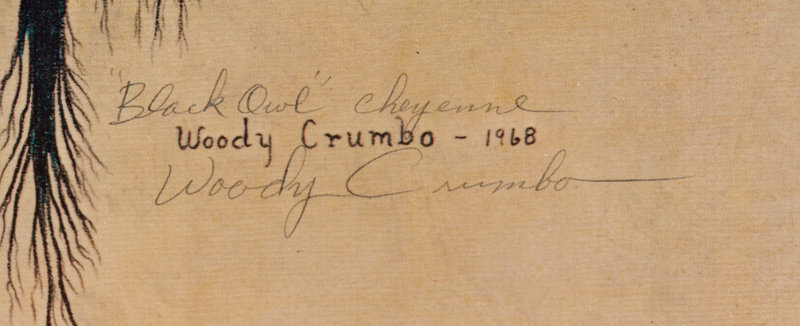 "Black Owl" Cheyenne
Woody Crumbo - 1968
Woody Crumbo